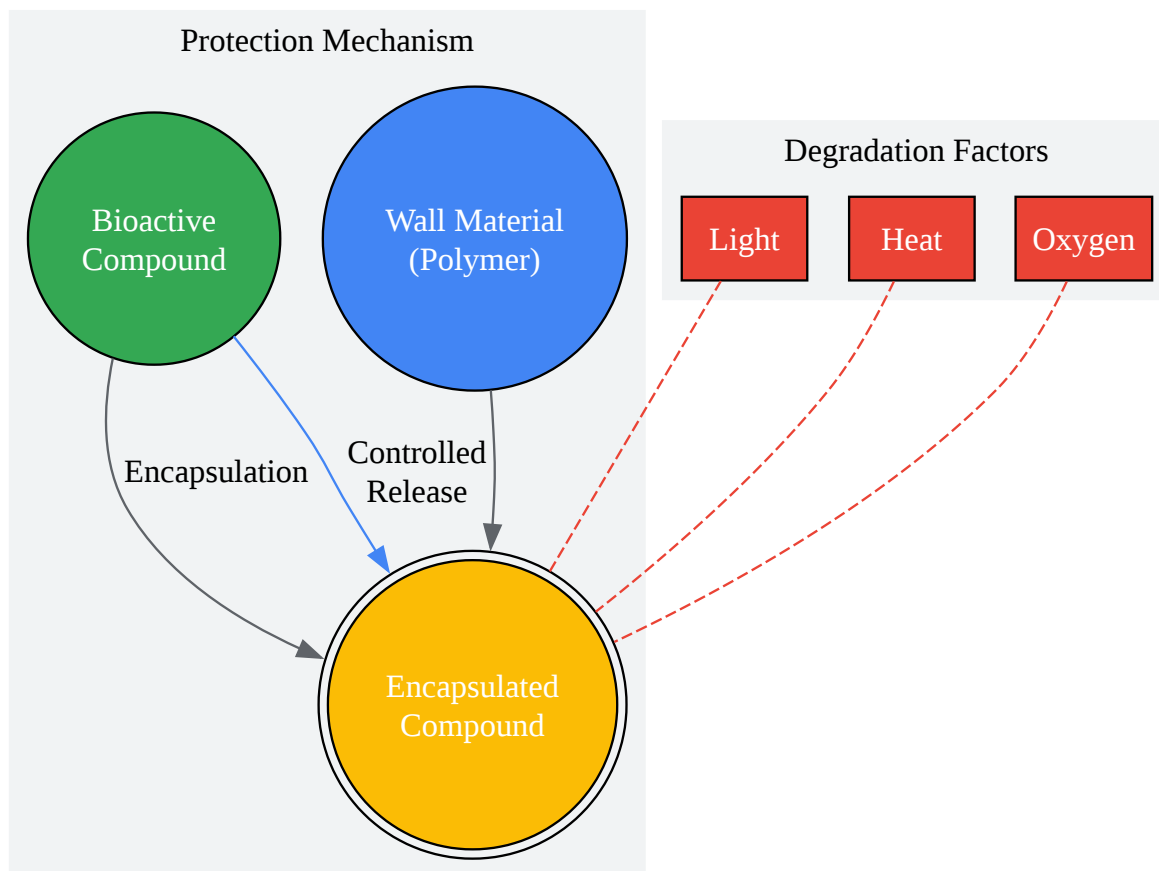 Protection Mechanism
Bioactive
Compound
Wall Material
(Polymer)
Degradation Factors
Light
Heat
Oxygen
Encapsulation
Controlled
Release
Encapsulated
Compound